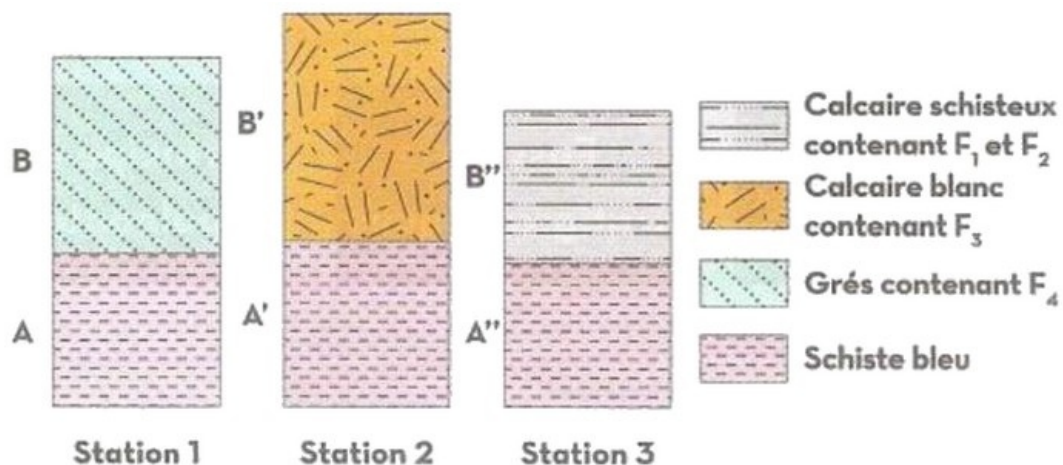 B
A
Station 1
B'
A'
Station 2
B"
A"
Station 3
Calcaire schisteux
contenant F₁ et F₂
Calcaire blanc
contenant F₃
Grés contenant F₄
Schiste bleu